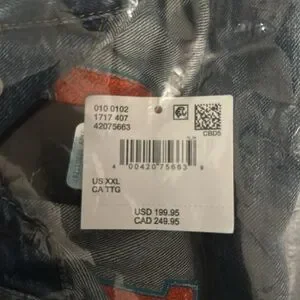 010 0102
1717 407
42075663
CBD5
4 00420 75663 9
US XXL
CA TTG
USD 199.95
CAD 249.95